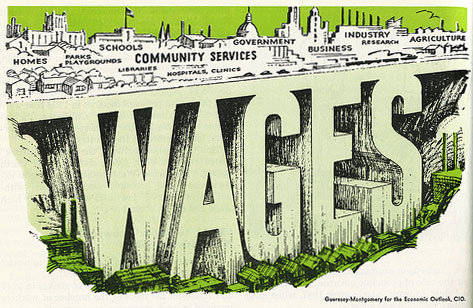 HOMES
PARKS
PLAYGROUNDS
SCHOOLS
LIBRARIES
COMMUNITY SERVICES
HOSPITALS, CLINICS
GOVERNMENT
BUSINESS
INDUSTRY
RESEARCH
AGRICULTURE
WAGES
Guernsey-Montgomery for the Economic Outlook, CIO.